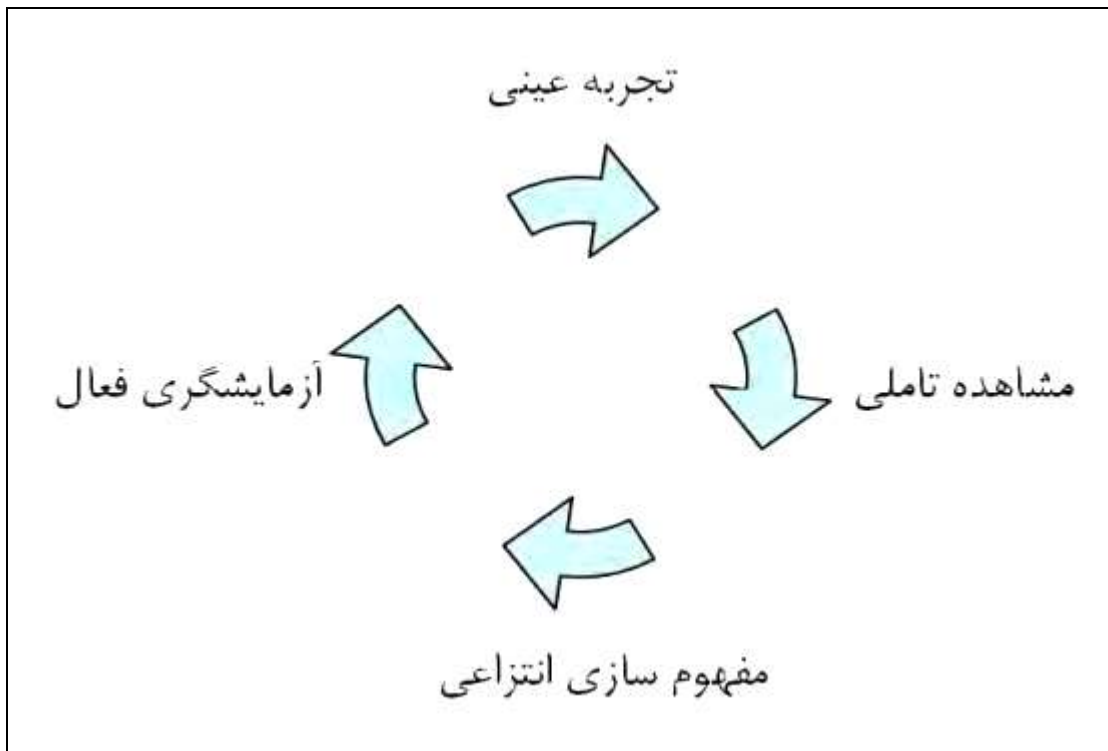 تجربه عینی
مشاهده تاملی
آزمایشگری فعال
مفهوم سازی انتزاعی